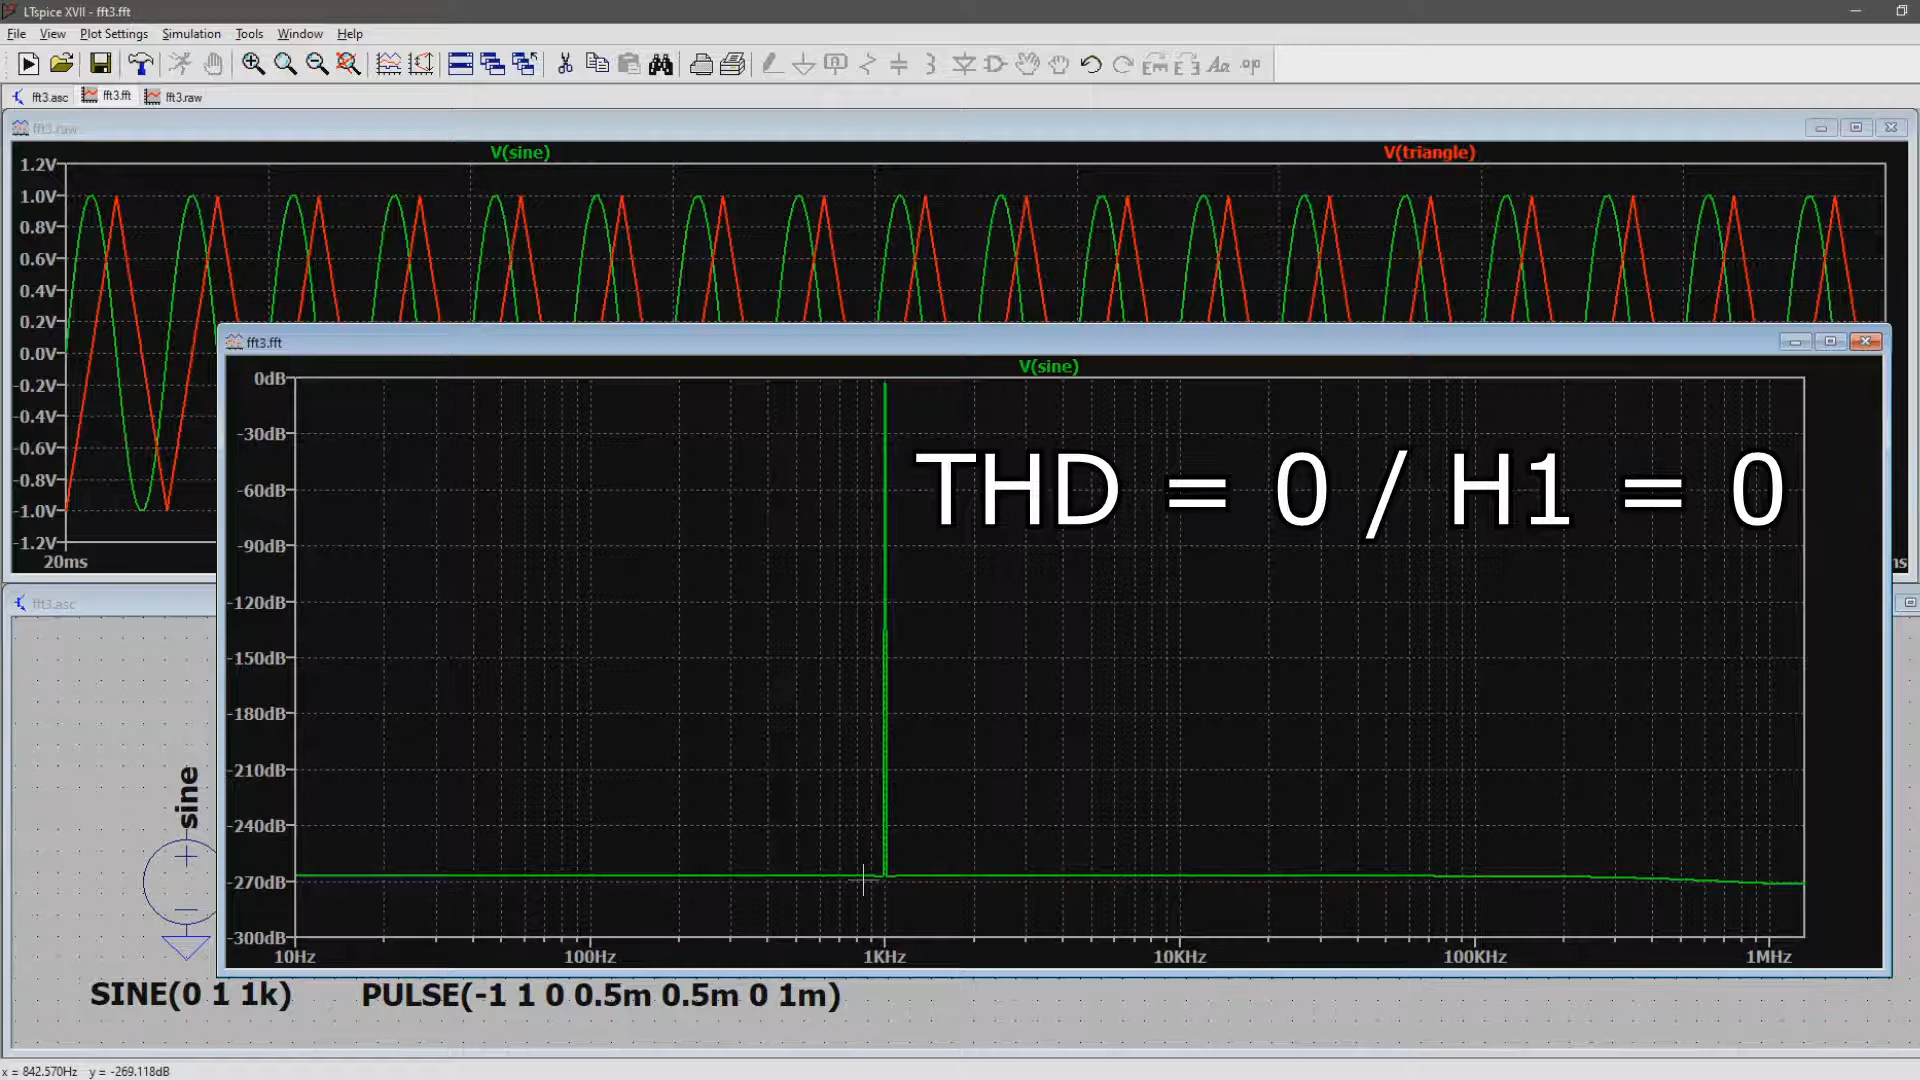 LTspice XVII - fft3.fft
File View Plot Settings Simulation Tools Window Help
fft3.asc fft3.fft fft3.raw
fft3.raw
V(sine) V(triangle)
1.2V
1.0V
0.8V
0.6V
0.4V
0.2V
0.0V
-0.2V
-0.4V
-0.6V
-0.8V
-1.0V
-1.2V
20ms
fft3.fft
V(sine)
0dB
-30dB
-60dB
-90dB
-120dB
-150dB
-180dB
-210dB
-240dB
-270dB
-300dB
10Hz 100Hz 1KHz 10KHz 100KHz 1MHz
THD = 0 / H1 = 0
fft3.asc
sine
SINE(0 1 1k) PULSE(-1 1 0 0.5m 0.5m 0 1m)
x = 842.570Hz y = -269.118dB